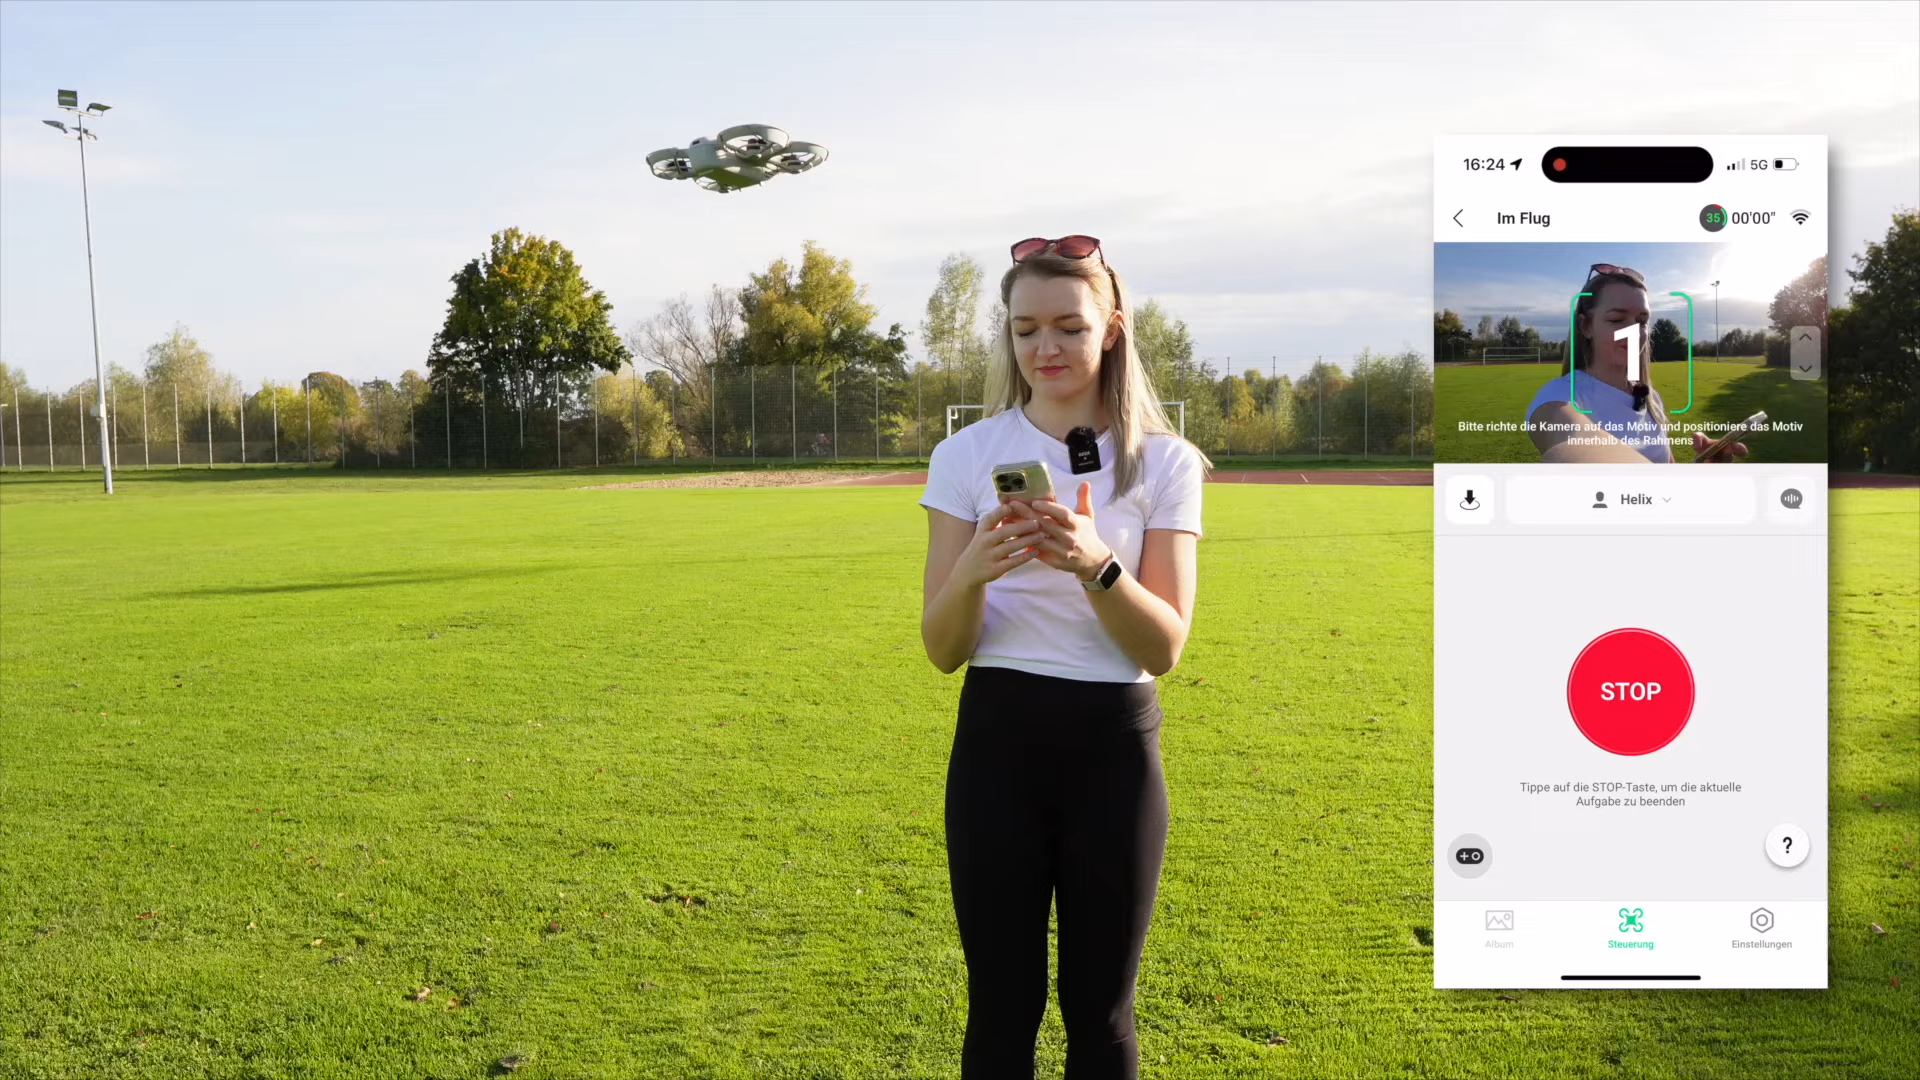 16:24
5G
Im Flug
35
00'00"
1
Bitte richte die Kamera auf das Motiv und positioniere das Motiv
innerhalb des Rahmens
Helix
STOP
Tippe auf die STOP-Taste, um die aktuelle
Aufgabe zu beenden
?
Album
Steuerung
Einstellungen